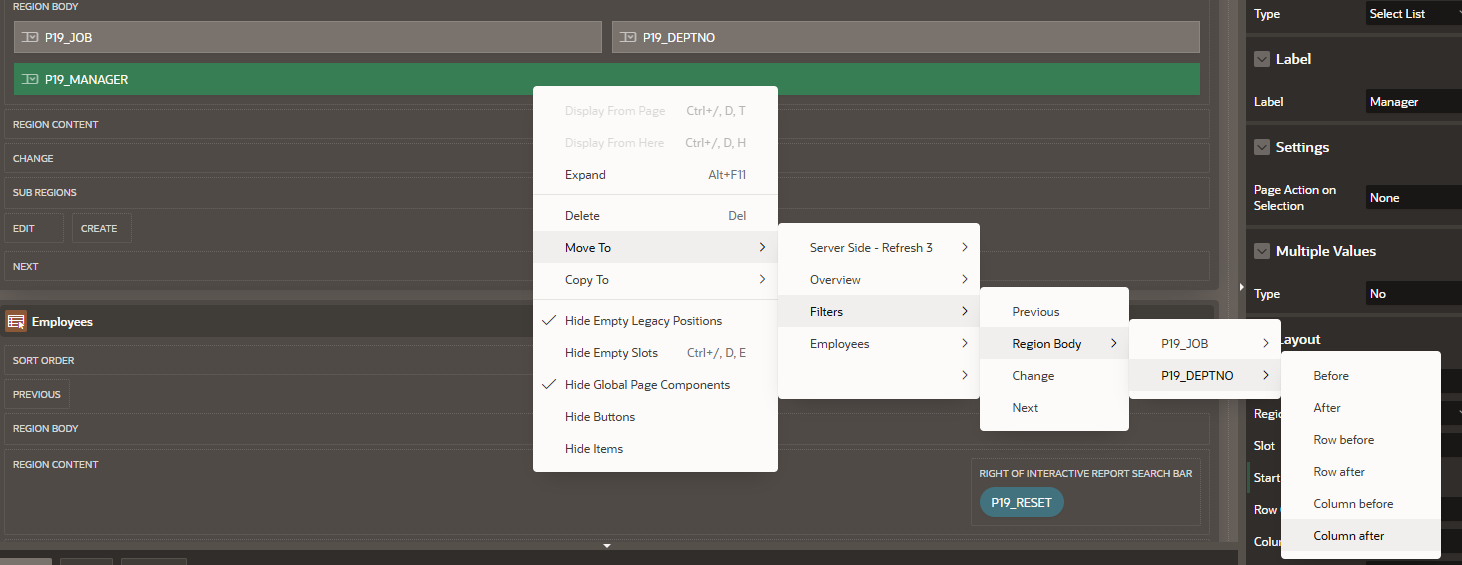 REGION BODY
P19_JOB
P19_DEPTNO
P19_MANAGER
REGION CONTENT
CHANGE
SUB REGIONS
EDIT
CREATE
NEXT
Employees
SORT ORDER
PREVIOUS
REGION BODY
REGION CONTENT
RIGHT OF INTERACTIVE REPORT SEARCH BAR
P19_RESET
Display From Page Ctrl+/, D, T
Display From Here Ctrl+/, D, H
Expand Alt+F11
Delete Del
Move To
Copy To
Hide Empty Legacy Positions
Hide Empty Slots Ctrl+/, D, E
Hide Global Page Components
Hide Buttons
Hide Items
Server Side - Refresh 3
Overview
Filters
Employees
Previous
Region Body
Change
Next
P19_JOB
P19_DEPTNO
Before
After
Row before
Row after
Column before
Column after
Type Select List
Label
Label Manager
Settings
Page Action on
Selection
None
Multiple Values
Type No
Slot
Start
Row